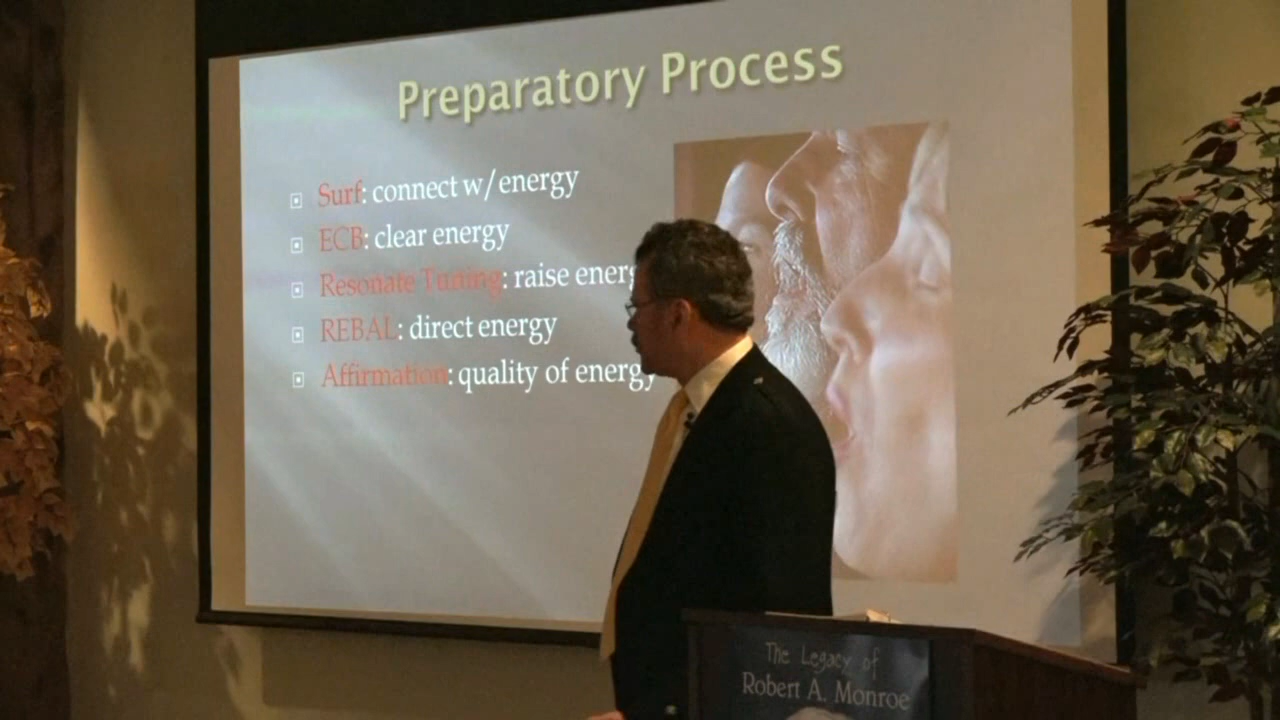 Preparatory Process
Surf: connect w/energy
ECB: clear energy
Resonate Tuning: raise energ
REBAL: direct energy
Affirmation: quality of energy
The Legacy of
Robert A. Monroe